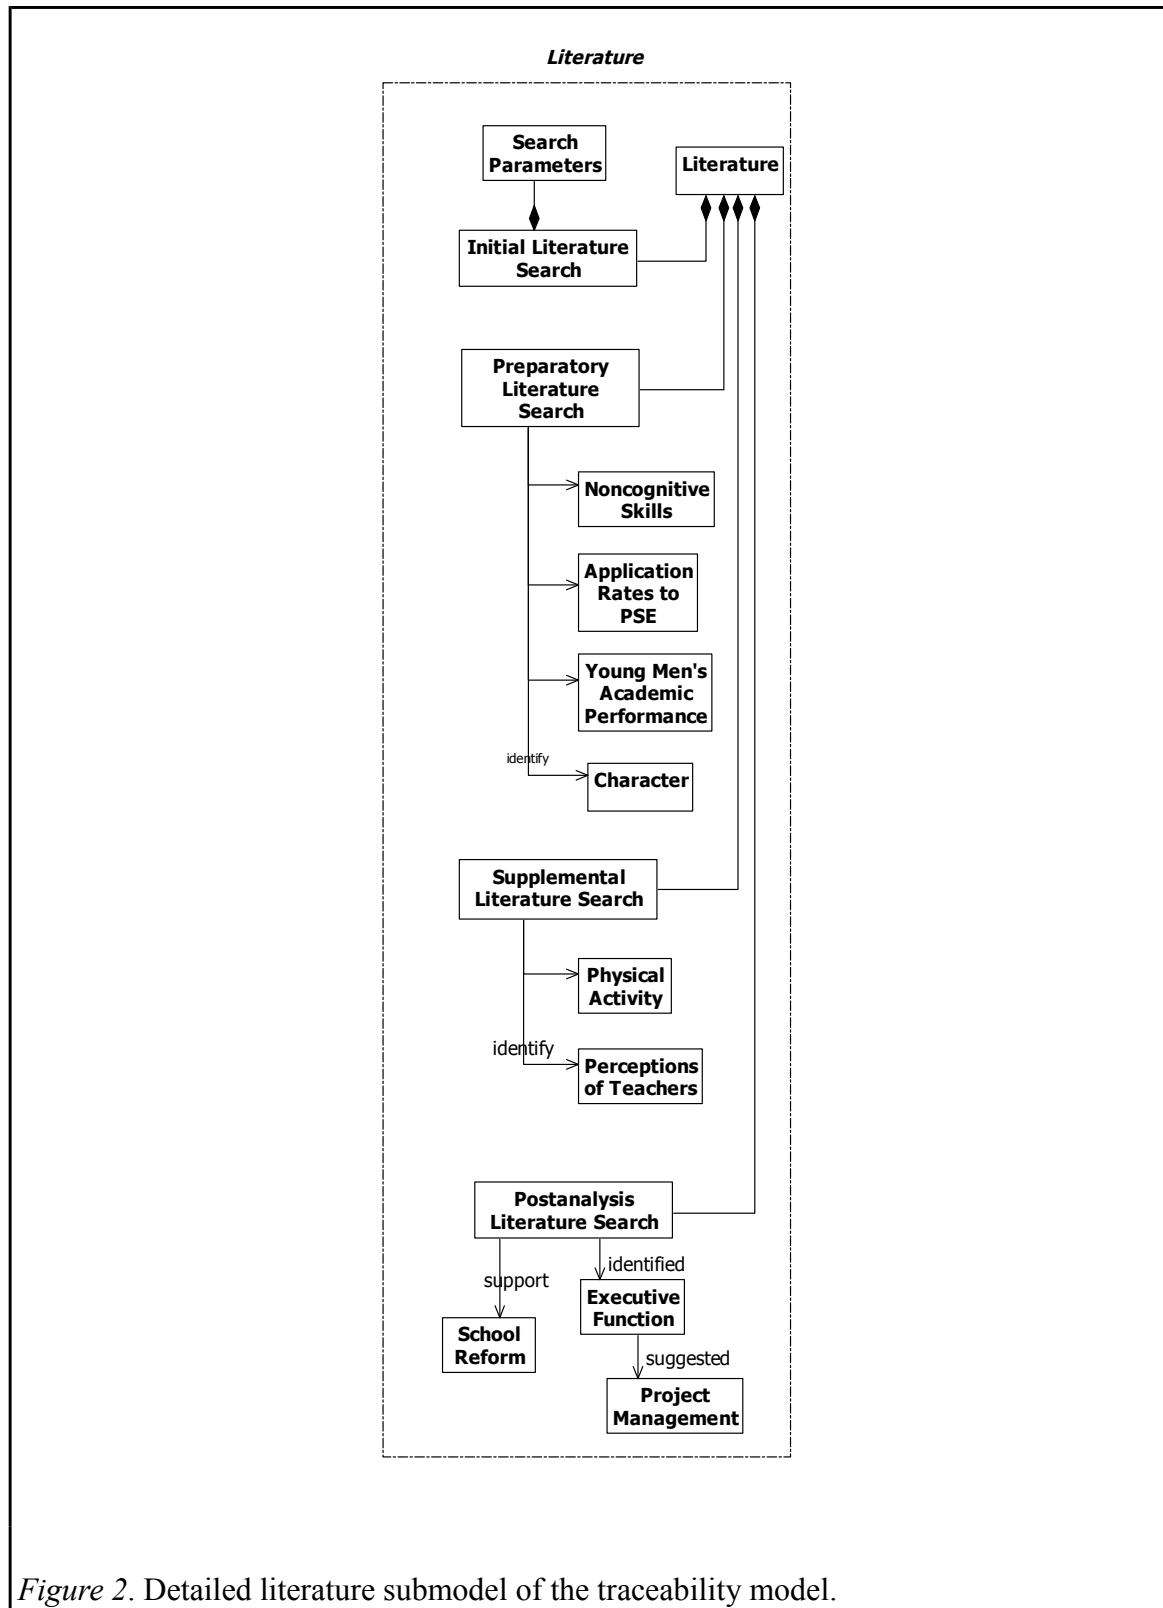 Literature
Search
Parameters
Literature
Initial Literature
Search
Preparatory
Literature
Search
Noncognitive
Skills
Application
Rates to
PSE
Young Men's
Academic
Performance
identify
Character
Supplemental
Literature Search
Physical
Activity
identify
Perceptions
of Teachers
Postanalysis
Literature Search
identified
support
Executive
Function
School
Reform
suggested
Project
Management
Figure 2. Detailed literature submodel of the traceability model.